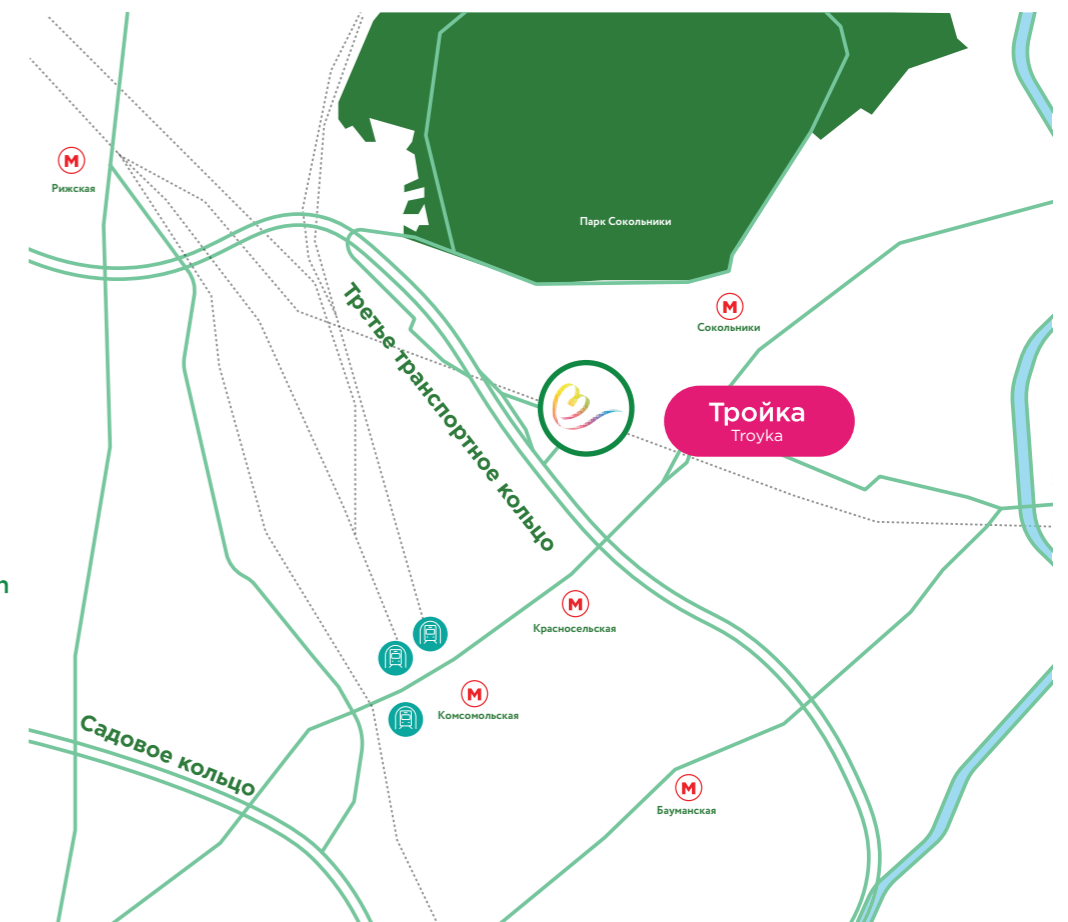 М
Рижская
Парк Сокольники
М
Сокольники
Третье транспортное кольцо
Тройка
Troyka
М
Красносельская
М
Комсомольская
Садовое кольцо
М
Бауманская